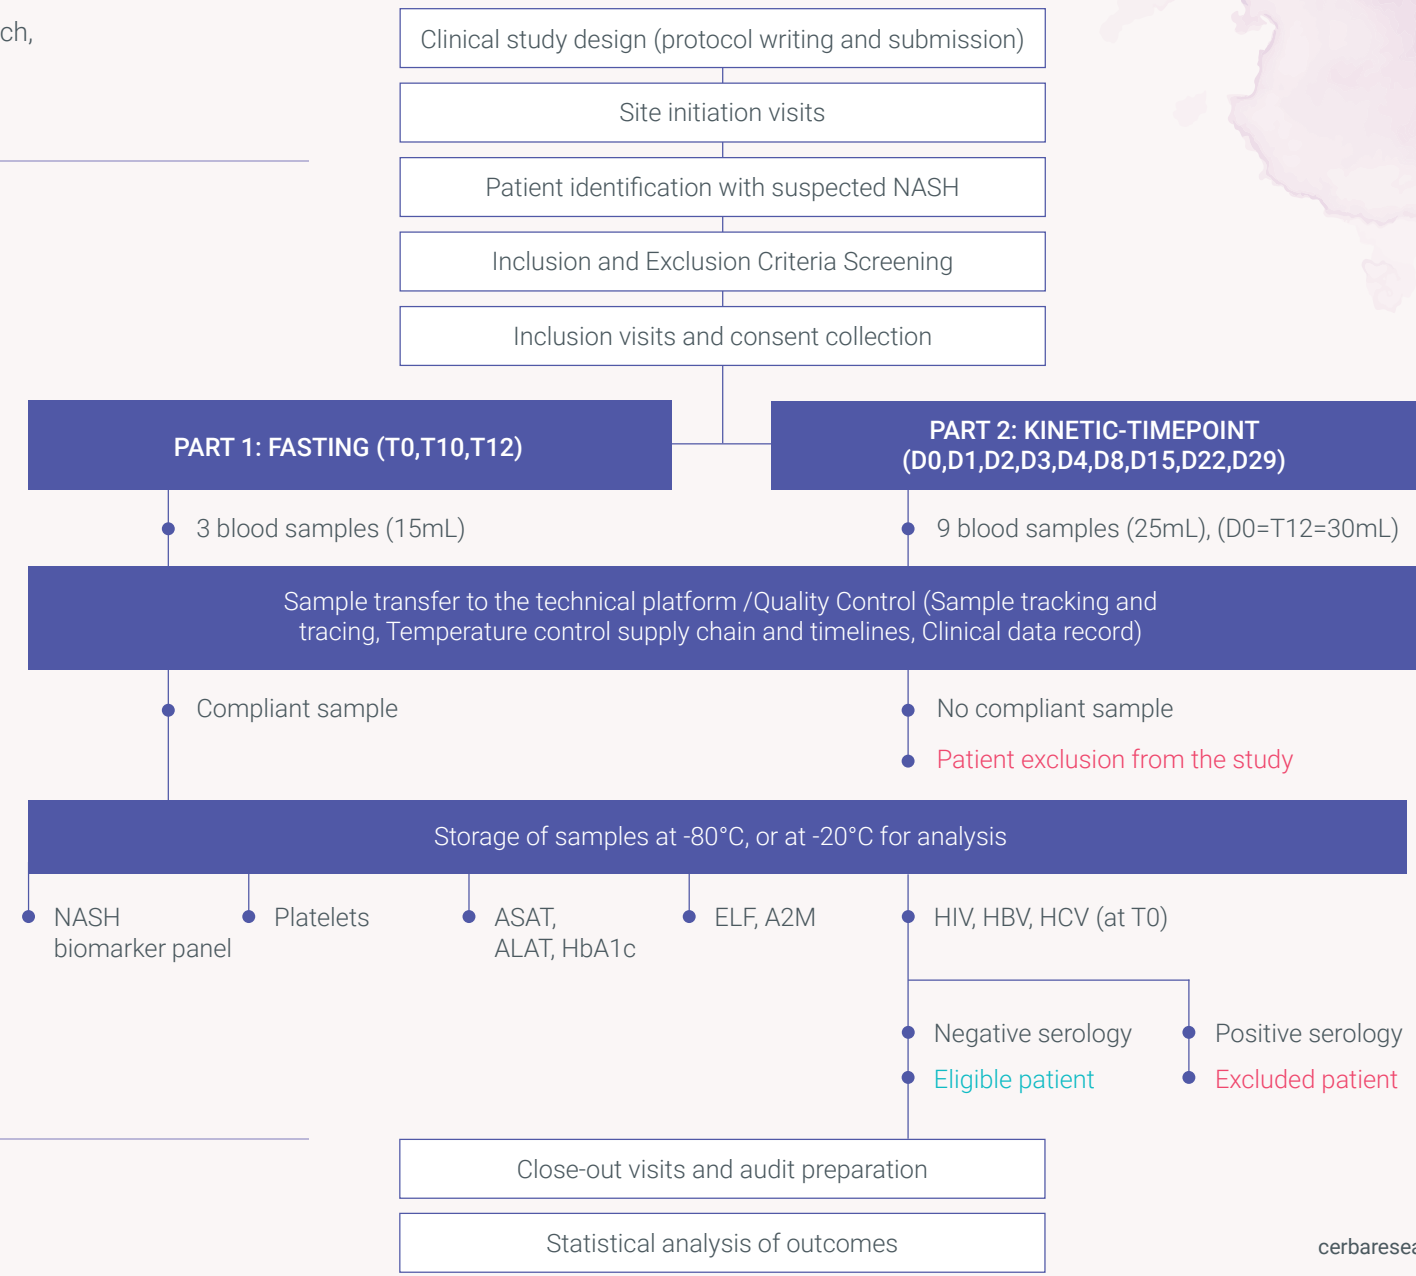 ch,
Clinical study design (protocol writing and submission)
Site initiation visits
Patient identification with suspected NASH
Inclusion and Exclusion Criteria Screening
Inclusion visits and consent collection
PART 1: FASTING (T0,T10,T12)
PART 2: KINETIC-TIMEPOINT
(D0,D1,D2,D3,D4,D8,D15,D22,D29)
3 blood samples (15mL)
9 blood samples (25mL), (D0=T12=30mL)
Sample transfer to the technical platform /Quality Control (Sample tracking and
tracing, Temperature control supply chain and timelines, Clinical data record)
Compliant sample
No compliant sample
Patient exclusion from the study
Storage of samples at -80°C, or at -20°C for analysis
NASH
biomarker panel
Platelets
ASAT,
ALAT, HbA1c
ELF, A2M
HIV, HBV, HCV (at T0)
Negative serology
Eligible patient
Positive serology
Excluded patient
Close-out visits and audit preparation
Statistical analysis of outcomes
cerbaresea